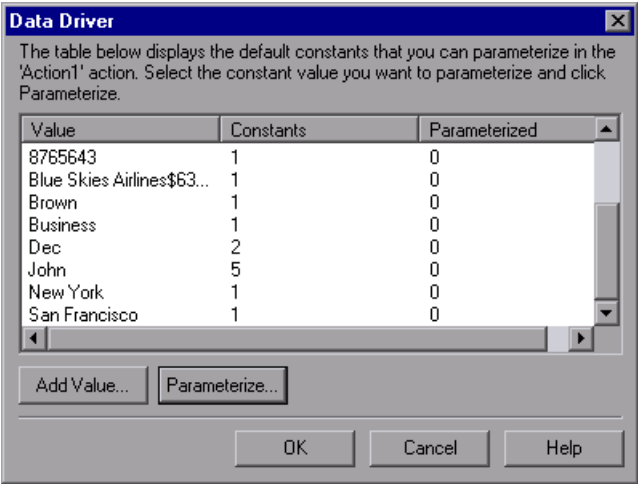 Data Driver
The table below displays the default constants that you can parameterize in the
'Action1' action. Select the constant value you want to parameterize and click
Parameterize.
Value Constants Parameterized
8765643 1 0
Blue Skies Airlines$63... 1 0
Brown 1 0
Business 1 0
Dec 2 0
John 5 0
New York 1 0
San Francisco 1 0
Add Value... Parameterize...
OK Cancel Help